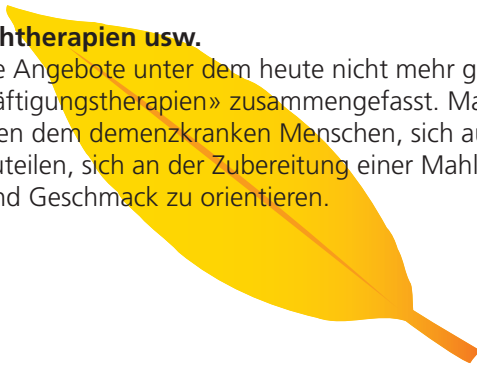 htherapien usw.
e Angebote unter dem heute nicht mehr g
äftigungstherapien» zusammengefasst. Ma
en dem demenzkranken Menschen, sich au
uteilen, sich an der Zubereitung einer Mahl
nd Geschmack zu orientieren.